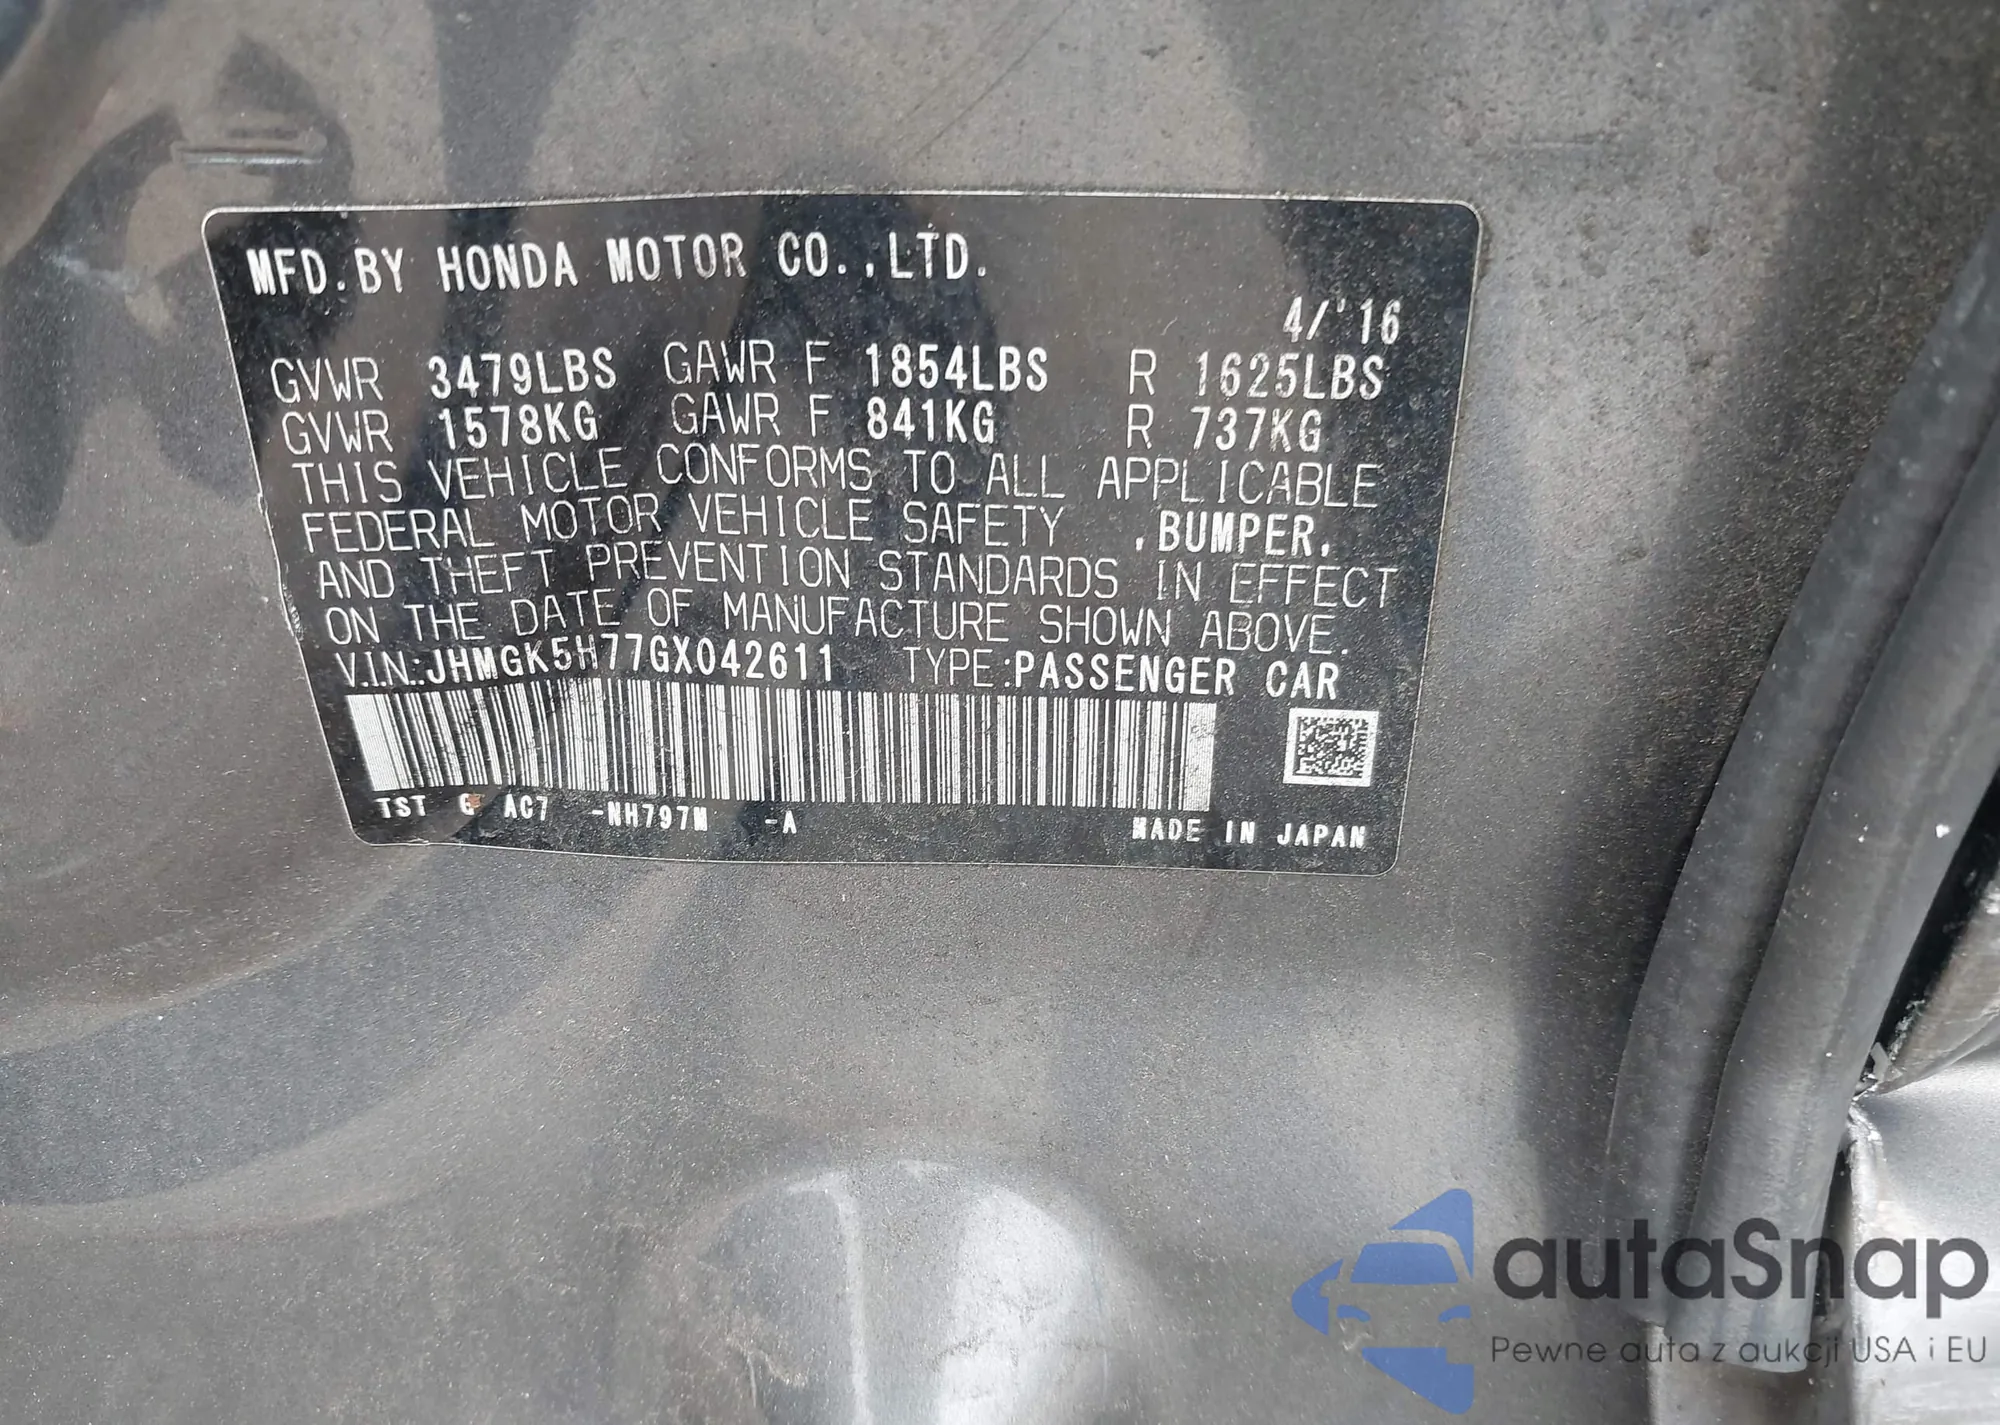 MFD.BY HONDA MOTOR CO.,LTD.
4/'16
GVWR 3479LBS GAWR F 1854LBS R 1625LBS
GVWR 1578KG GAWR F 841KG R 737KG
THIS VEHICLE CONFORMS TO ALL APPLICABLE
FEDERAL MOTOR VEHICLE SAFETY ,BUMPER,
AND THEFT PREVENTION STANDARDS IN EFFECT
ON THE DATE OF MANUFACTURE SHOWN ABOVE.
V.I.N.:JHMGK5H77GX042611 TYPE:PASSENGER CAR
TST G AC7 -NH797M -A
MADE IN JAPAN
autaSnap
Pewne auta z aukcji USA i EU